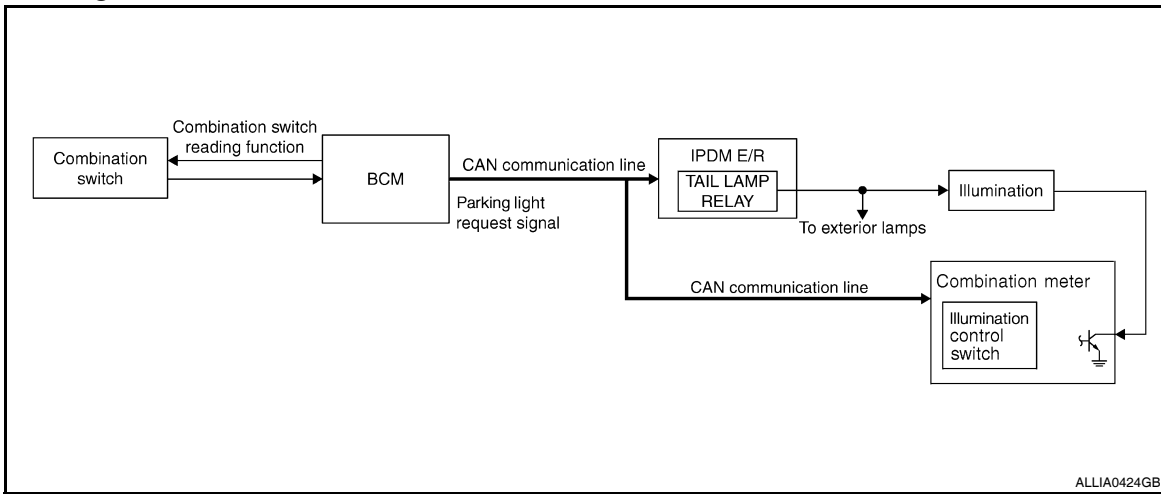 Combination
switch
Combination switch
reading function
BCM
CAN communication line
Parking light
request signal
IPDM E/R
TAIL LAMP
RELAY
To exterior lamps
Illumination
CAN communication line
Combination meter
Illumination
control
switch
ALLIA0424GB